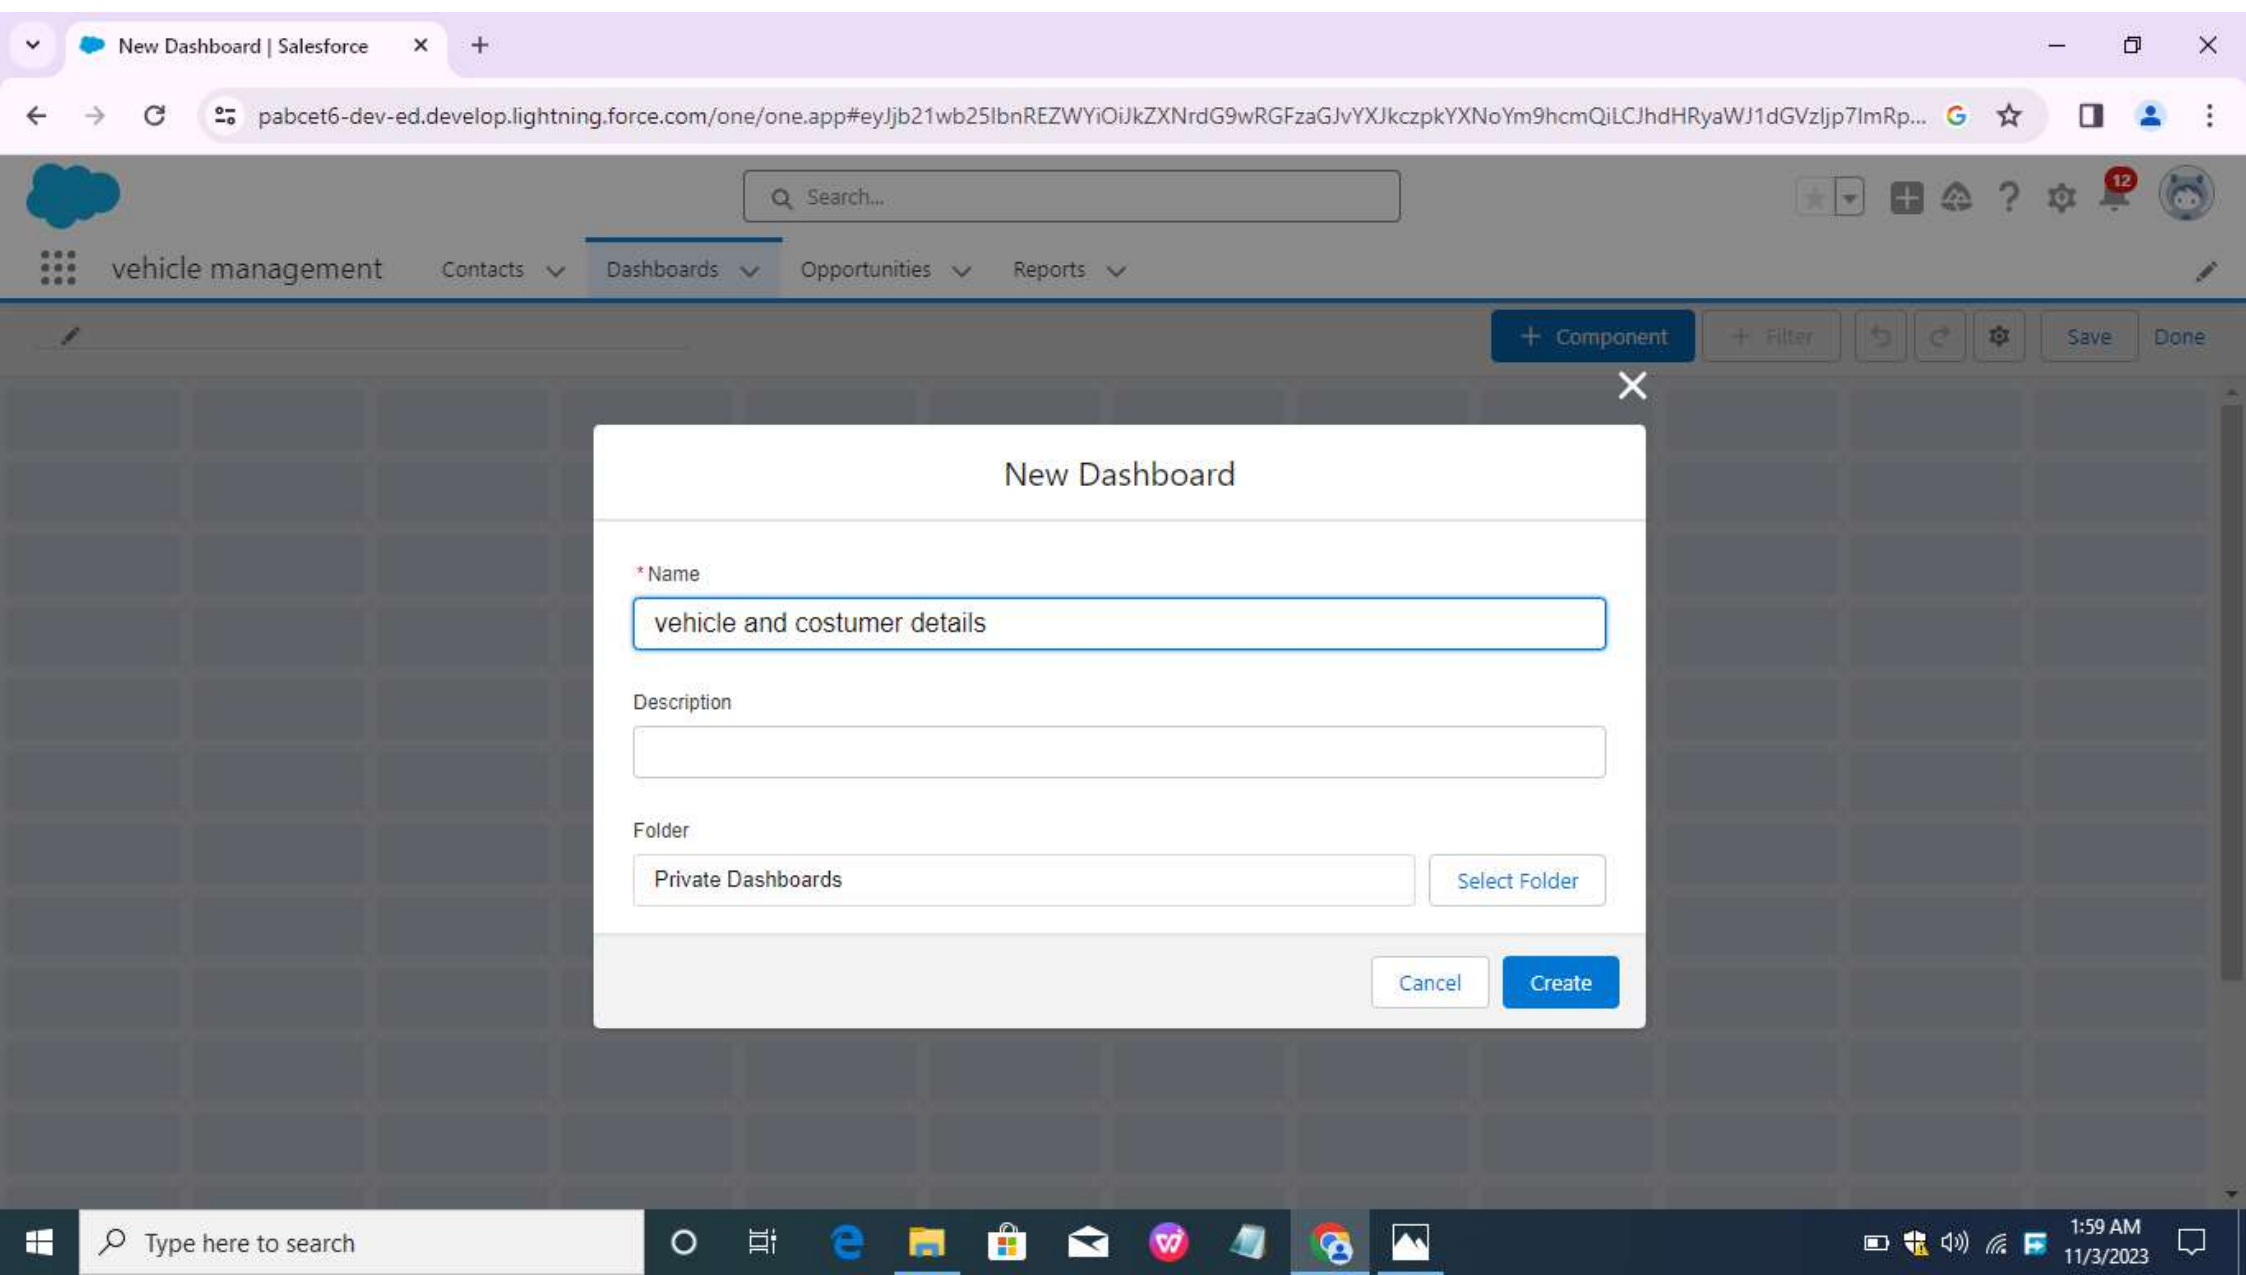 New Dashboard | Salesforce
pabcet6-dev-ed.develop.lightning.force.com/one/one.app#eyJjb21wb25lbnREZWYiOiJkZXNrdG9wRGFzaGJvYXJkczpkYXNoYm9hcmQiLCJhdHRyaWJ1dGVzIjp7ImRp...
Search...
12
vehicle management
Contacts
Dashboards
Opportunities
Reports
+ Component
+ Filter
Save
Done
New Dashboard
* Name
vehicle and costumer details
Description
Folder
Private Dashboards
Select Folder
Cancel
Create
Type here to search
1:59 AM
11/3/2023